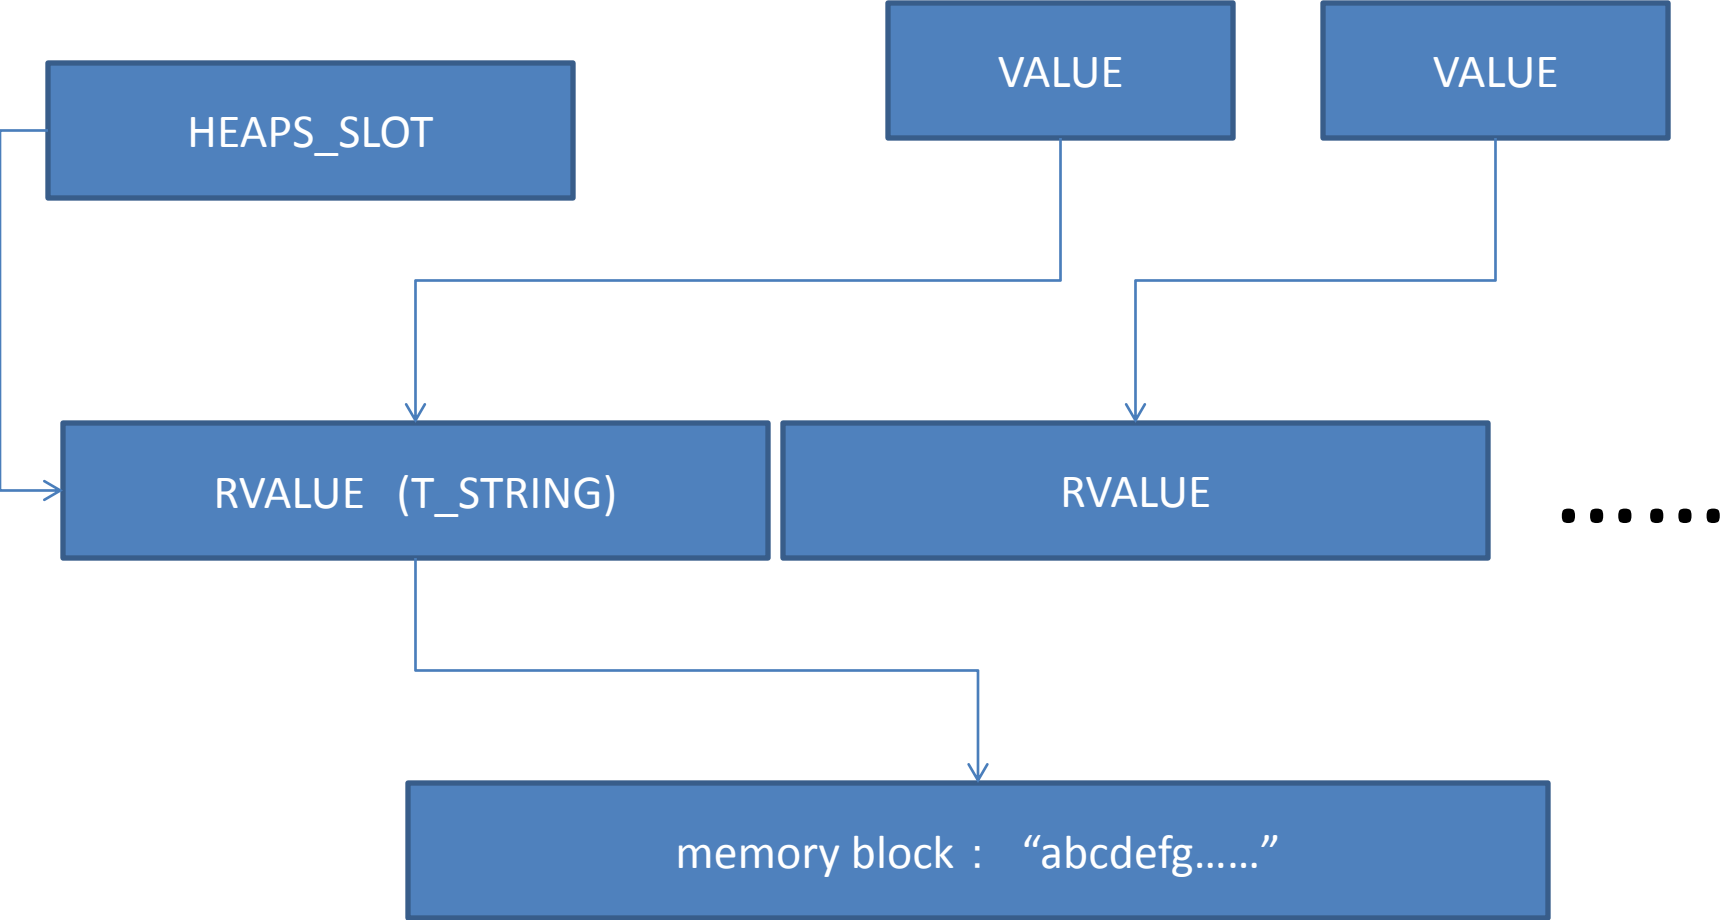 VALUE
VALUE
HEAPS_SLOT
RVALUE (T_STRING)
RVALUE
……
memory block： “abcdefg……”